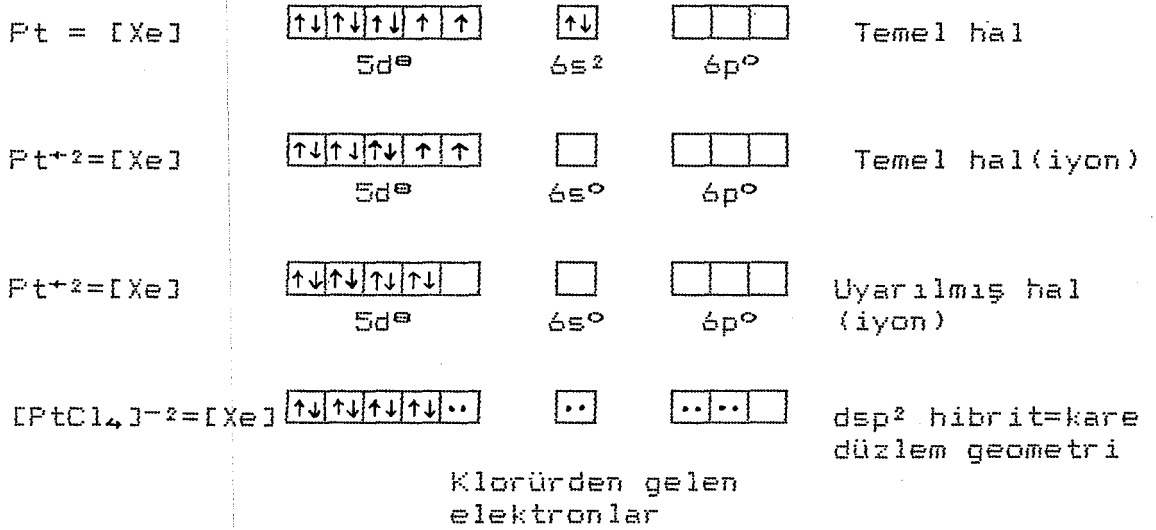 Pt = [Xe] ↑↓ ↑↓ ↑↓ ↑ ↑ ↑↓ Temel hal
5d⁸ 6s² 6p⁰
Pt⁺²=[Xe] ↑↓ ↑↓ ↑↓ ↑ ↑ Temel hal(iyon)
5d⁸ 6s⁰ 6p⁰
Pt⁺²=[Xe] ↑↓ ↑↓ ↑↓ ↑↓ Uyarılmış hal
5d⁸ 6s⁰ 6p⁰ (iyon)
[PtCl₄]⁻²=[Xe] ↑↓ ↑↓ ↑↓ ↑↓ •• •• •• •• dsp² hibrit=kare
düzlem geometri
Klorürden gelen
elektronlar